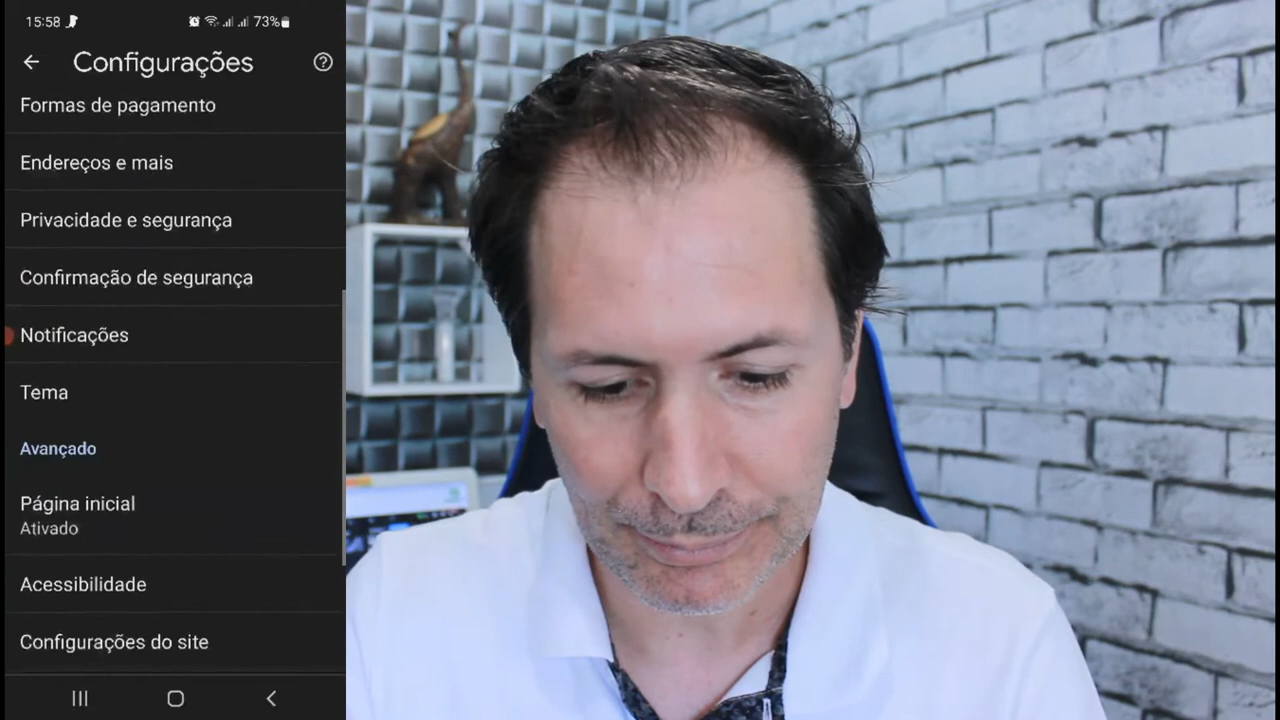 15:58 73%
Configurações
Formas de pagamento
Endereços e mais
Privacidade e segurança
Confirmação de segurança
Notificações
Tema
Avançado
Página inicial
Ativado
Acessibilidade
Configurações do site